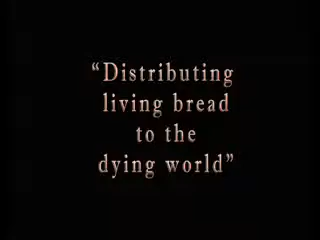 “Distributing
living bread
to the
dying world”